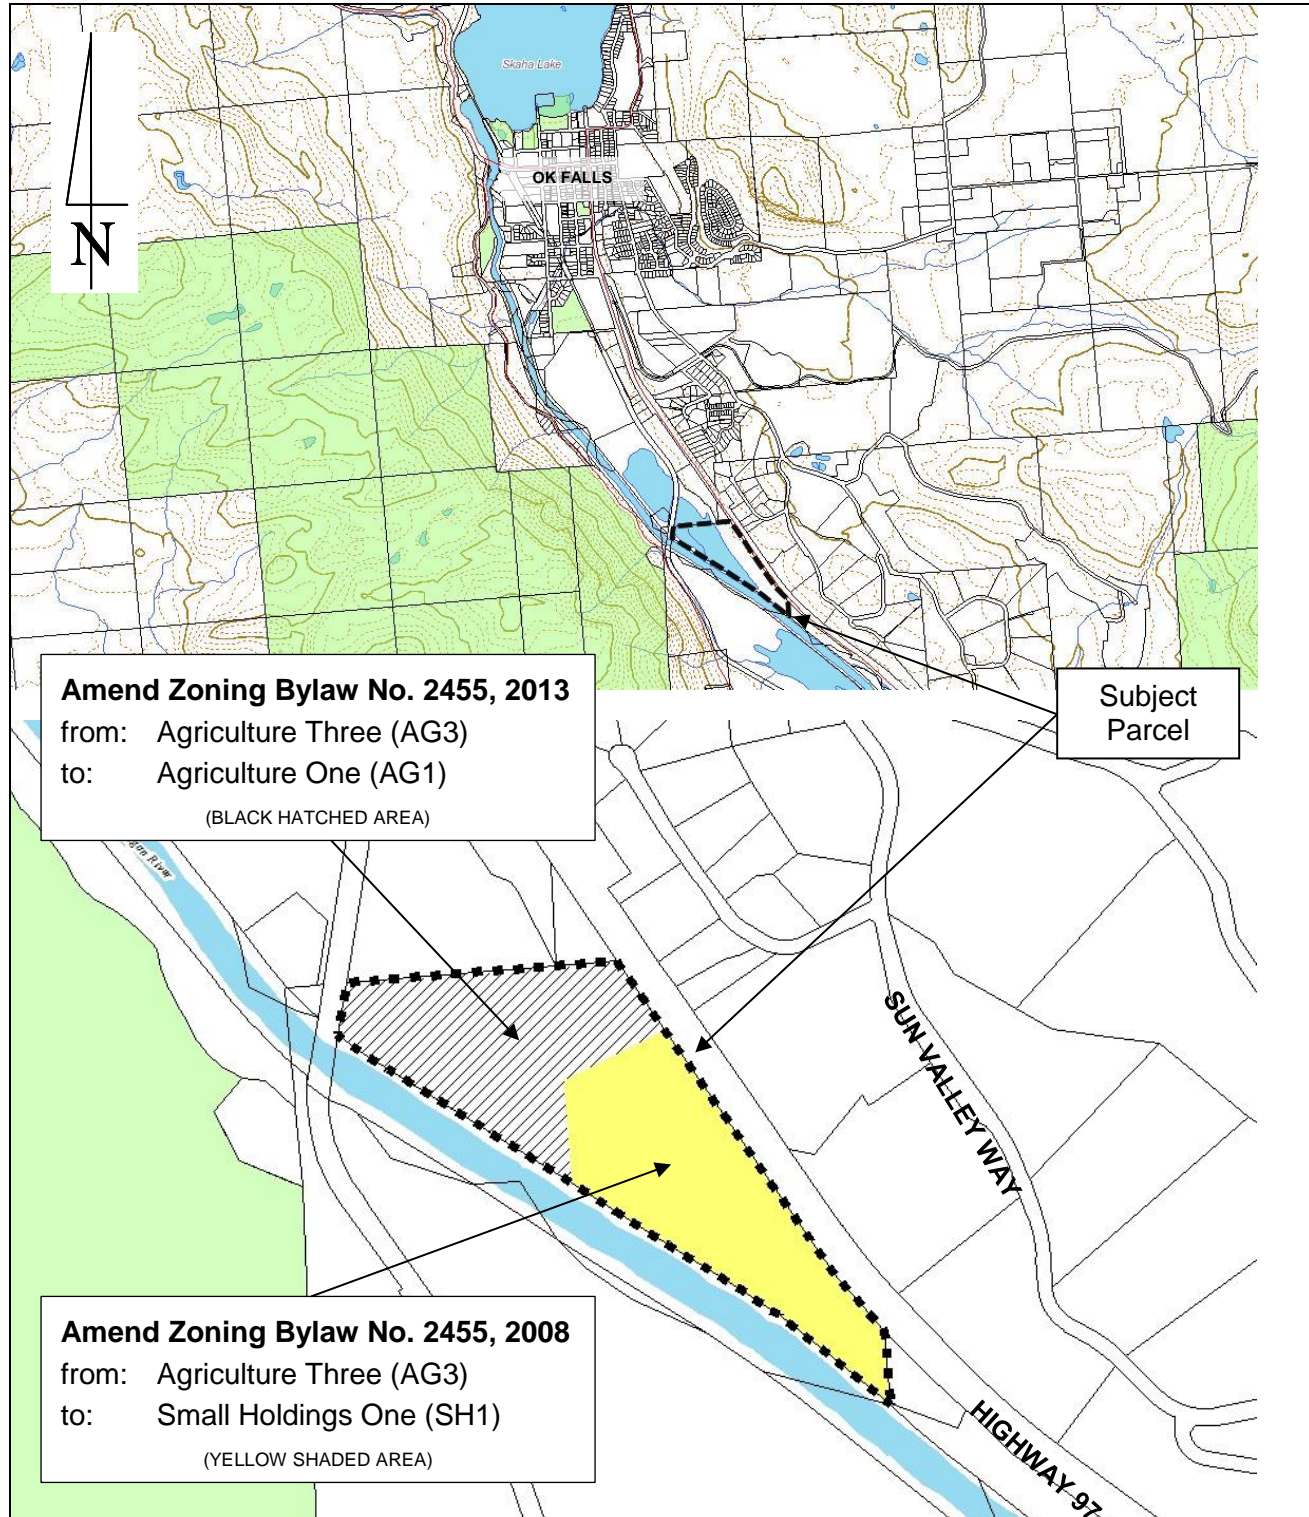 Skaha Lake
OK FALLS
N
Amend Zoning Bylaw No. 2455, 2013
from: Agriculture Three (AG3)
to: Agriculture One (AG1)
(BLACK HATCHED AREA)
Subject
Parcel
River
SUN VALLEY WAY
Amend Zoning Bylaw No. 2455, 2008
from: Agriculture Three (AG3)
to: Small Holdings One (SH1)
(YELLOW SHADED AREA)
HIGHWAY 97